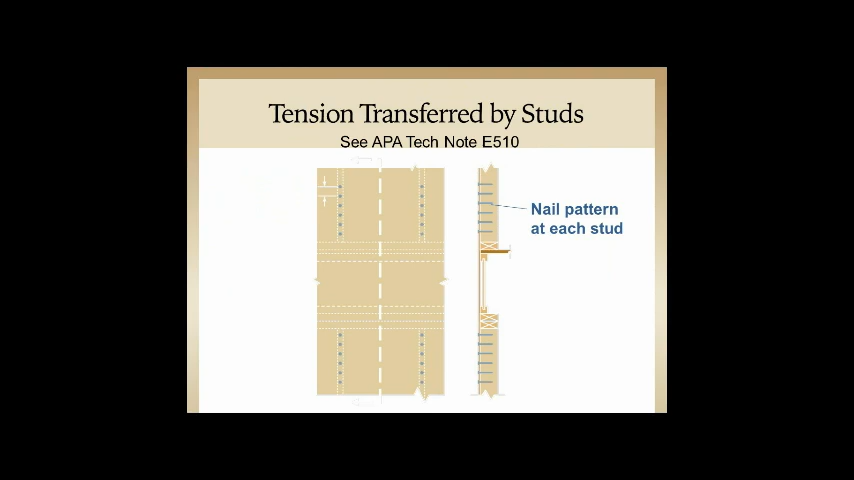 Tension Transferred by Studs
See APA Tech Note E510
Nail pattern
at each stud